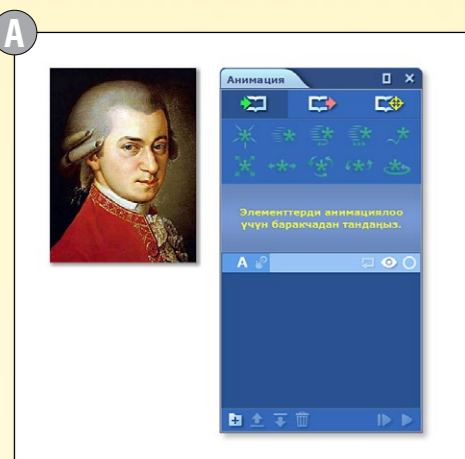 A
Анимация
Элементтерди анимациялоо
үчүн баракчадан тандаңыз.
A